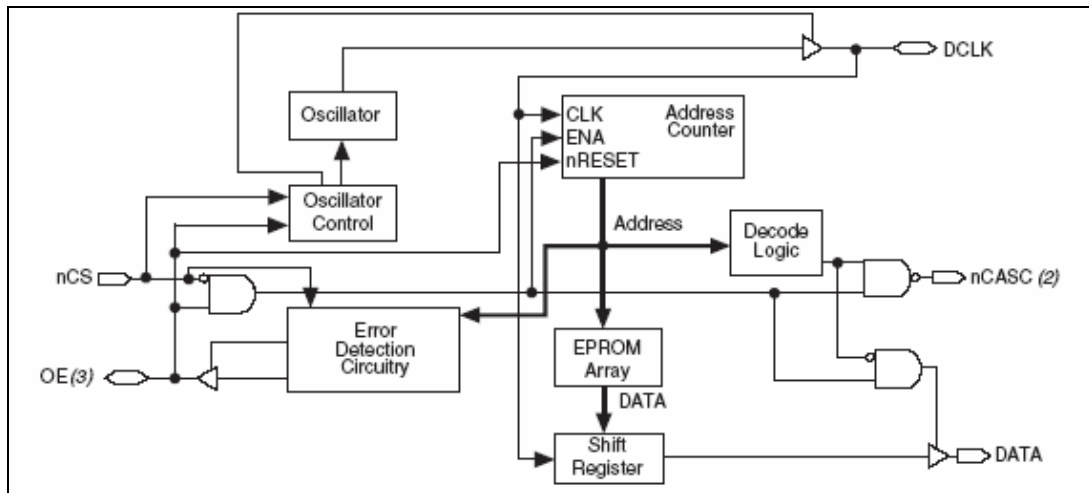 DCLK
Oscillator
CLK
Address
Counter
ENA
nRESET
Oscillator
Control
Address
Decode
Logic
nCS
nCASC (2)
Error
Detection
Circuitry
EPROM
Array
OE(3)
DATA
Shift
Register
DATA